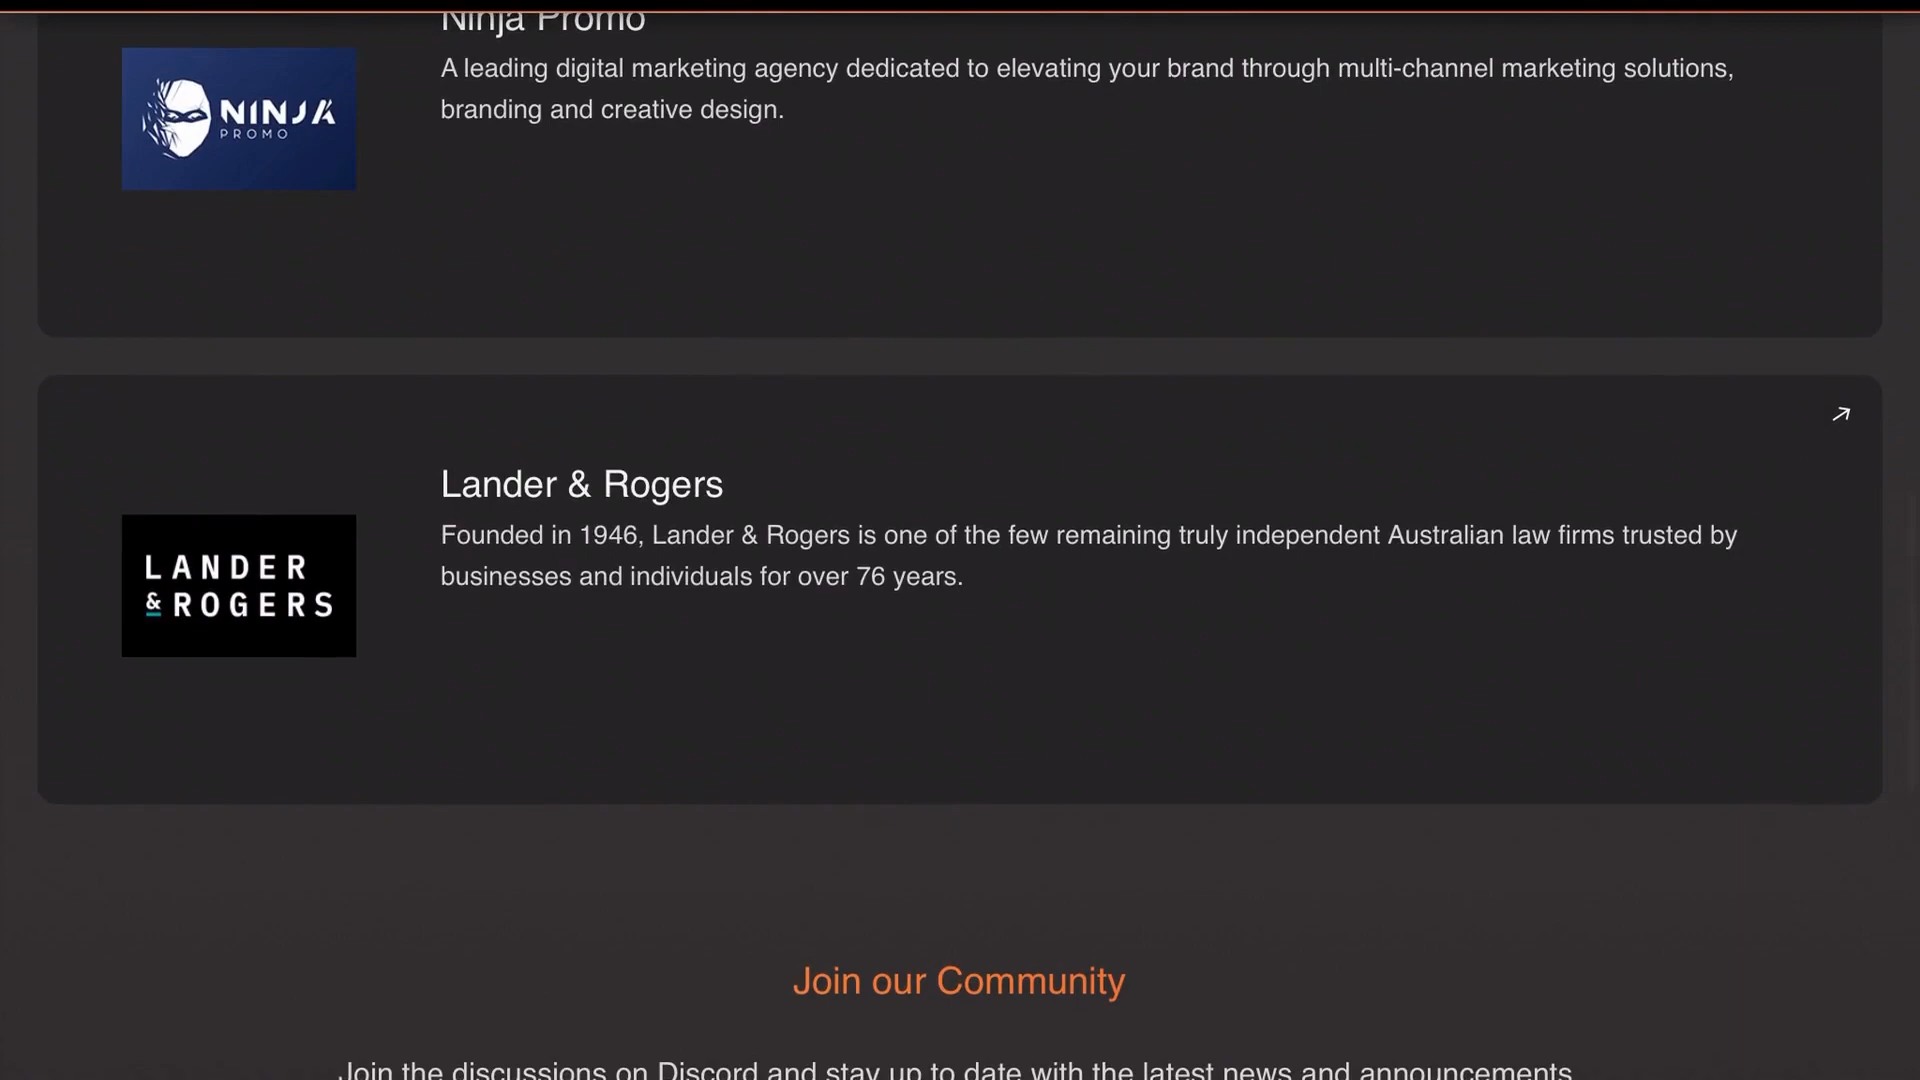 Ninja Promo
A leading digital marketing agency dedicated to elevating your brand through multi-channel marketing solutions,
branding and creative design.
NINJA
PROMO
Lander & Rogers
Founded in 1946, Lander & Rogers is one of the few remaining truly independent Australian law firms trusted by
businesses and individuals for over 76 years.
LANDER
& ROGERS
Join our Community
Join the discussions on Discord and stay up to date with the latest news and announcements